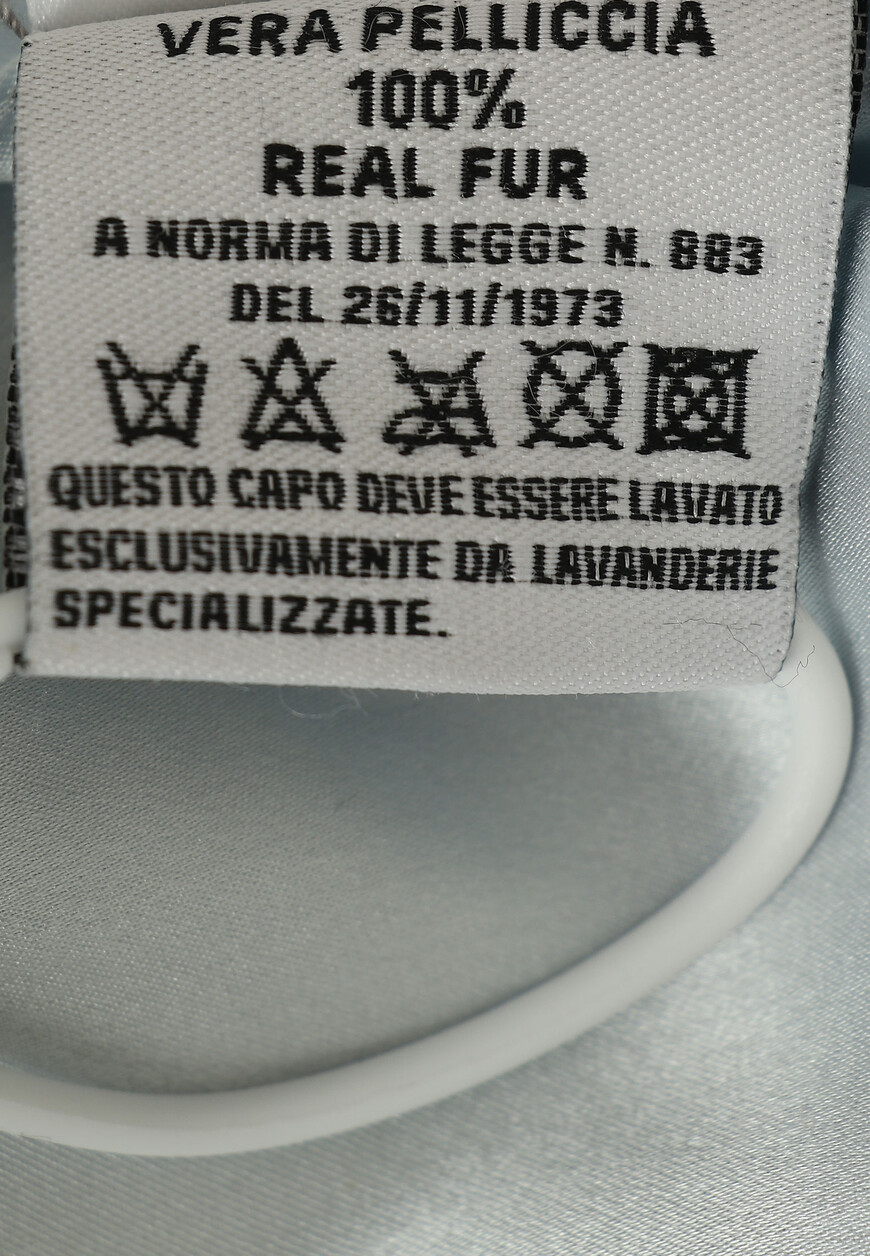 VERA PELLICCIA
100%
REAL FUR
A NORMA DI LEGGE N. 883
DEL 26/11/1973
QUESTO CAPO DEVE ESSERE LAVATO
ESCLUSIVAMENTE DA LAVANDERIE
SPECIALIZZATE.